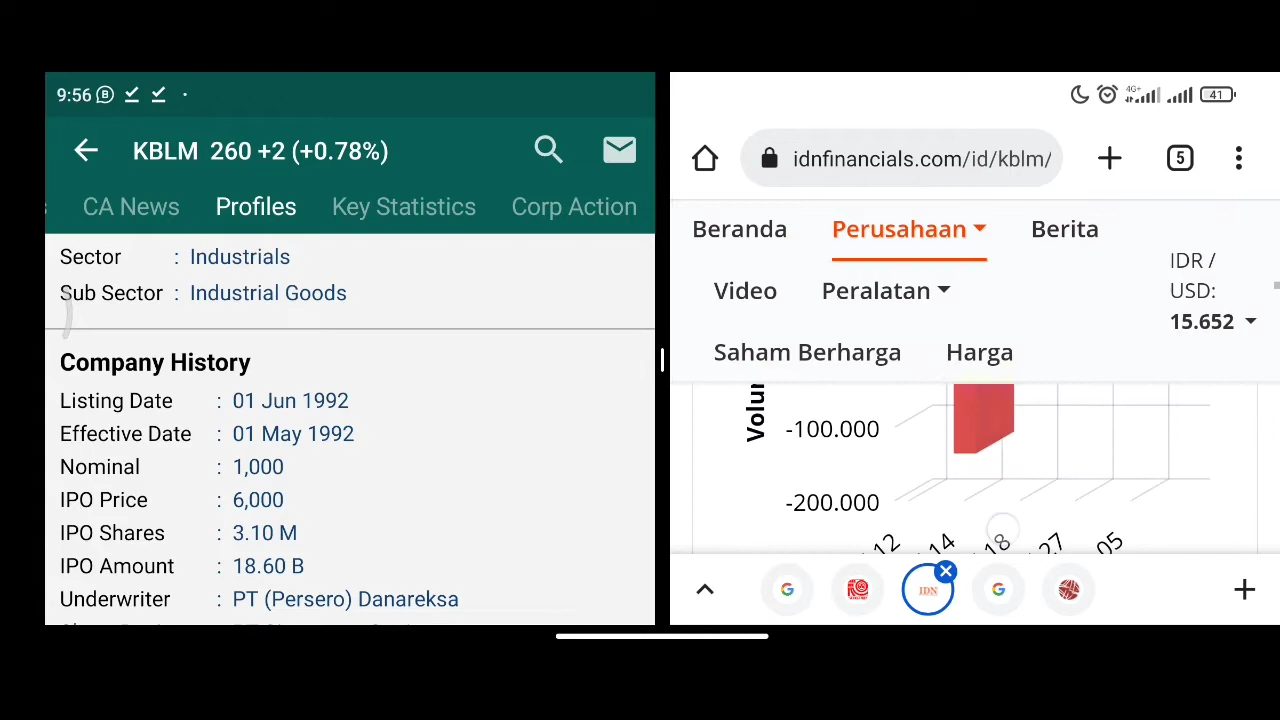 9:56
KBLM 260 +2 (+0.78%)
CA News Profiles Key Statistics Corp Action
Sector : Industrials
Sub Sector : Industrial Goods
Company History
Listing Date : 01 Jun 1992
Effective Date : 01 May 1992
Nominal : 1,000
IPO Price : 6,000
IPO Shares : 3.10 M
IPO Amount : 18.60 B
Underwriter : PT (Persero) Danareksa
4G+ 41
idnfinancials.com/id/kblm/
5
Beranda Perusahaan Berita
Video Peralatan
IDR /
USD:
15.652
Saham Berharga Harga
-100.000
-200.000
12 14 18 27 05
IDN